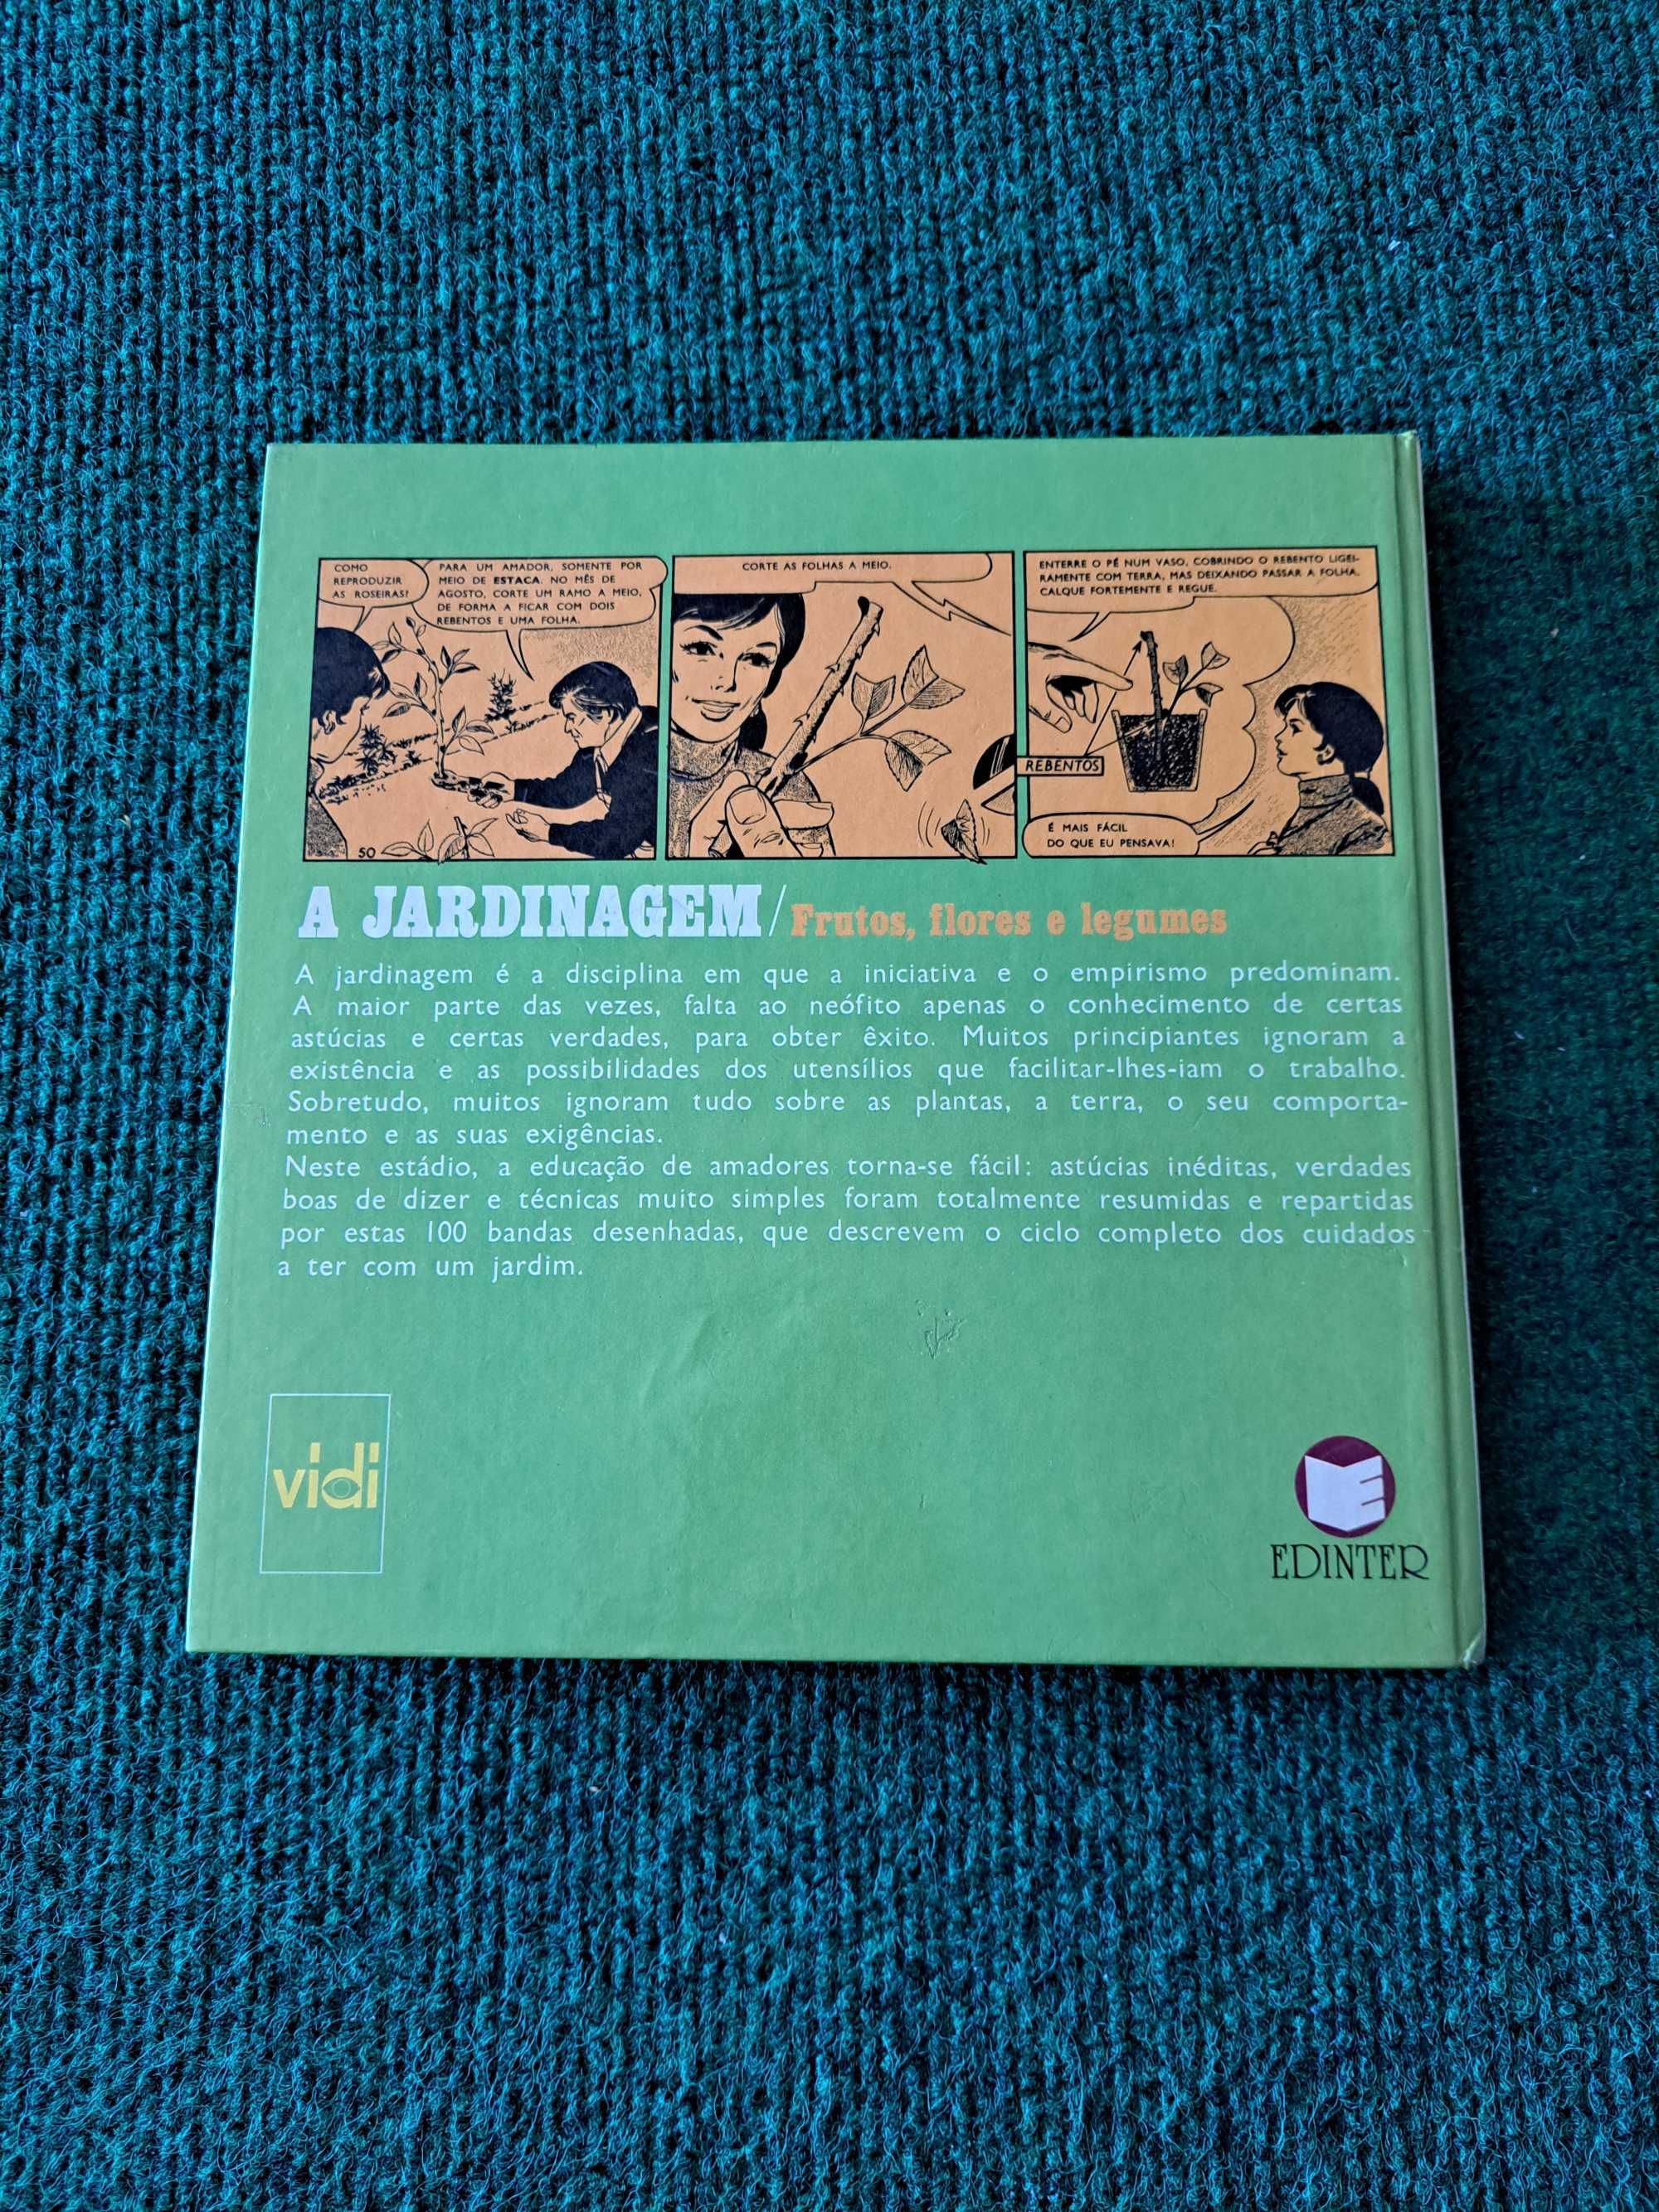 COMO
REPRODUZIR
AS ROSEIRAS?
PARA UM AMADOR, SOMENTE POR
MEIO DE ESTACA. NO MÊS DE
AGOSTO, CORTE UM RAMO A MEIO,
DE FORMA A FICAR COM DOIS
REBENTOS E UMA FOLHA.
50
CORTE AS FOLHAS A MEIO.
ENTERRE O PÉ NUM VASO, COBRINDO O REBENTO LIGEI-
RAMENTE COM TERRA, MAS DEIXANDO PASSAR A FOLHA.
CALQUE FORTEMENTE E REGUE.
REBENTOS
É MAIS FÁCIL
DO QUE EU PENSAVA!
A JARDINAGEM/Frutos, flores e legumes
A jardinagem é a disciplina em que a iniciativa e o empirismo predominam.
A maior parte das vezes, falta ao neófito apenas o conhecimento de certas
astúcias e certas verdades, para obter êxito. Muitos principiantes ignoram a
existência e as possibilidades dos utensílios que facilitar-lhes-iam o trabalho.
Sobretudo, muitos ignoram tudo sobre as plantas, a terra, o seu comporta-
mento e as suas exigências.
Neste estádio, a educação de amadores torna-se fácil: astúcias inéditas, verdades
boas de dizer e técnicas muito simples foram totalmente resumidas e repartidas
por estas 100 bandas desenhadas, que descrevem o ciclo completo dos cuidados
a ter com um jardim.
vidi
EDINTER